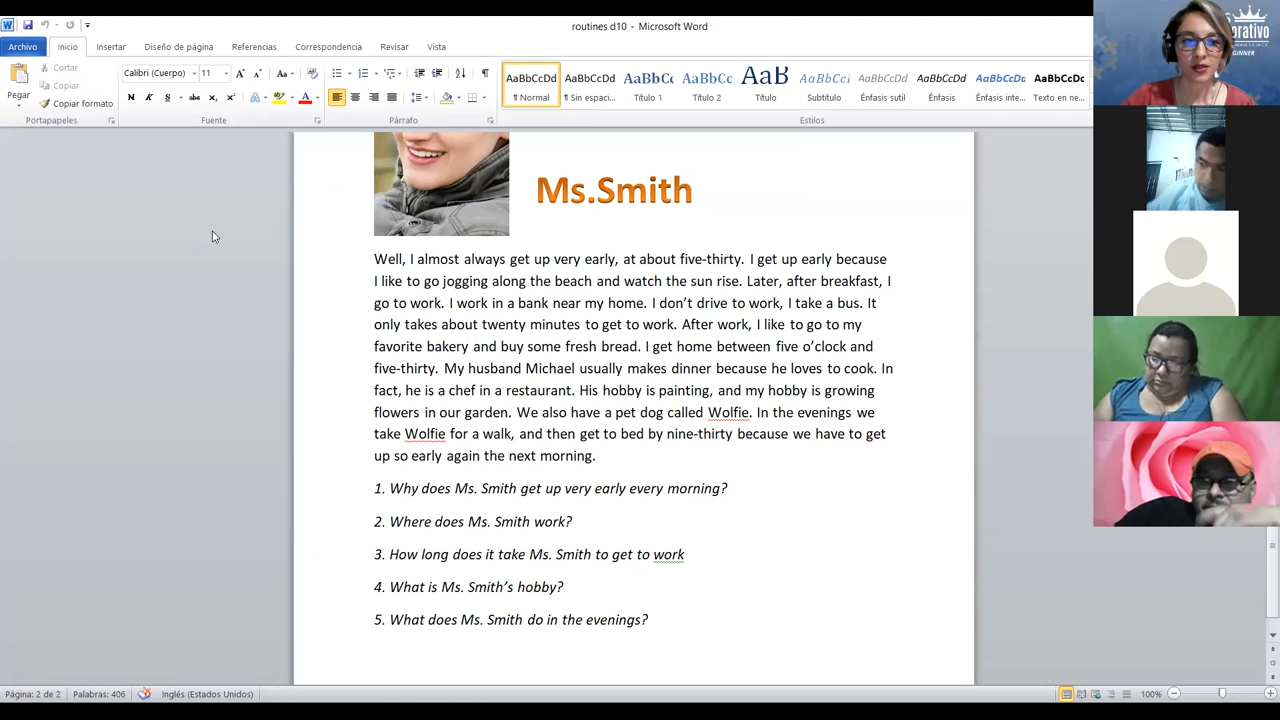 routines d10 - Microsoft Word
Archivo Inicio Insertar Diseño de página Referencias Correspondencia Revisar Vista
Pegar
Cortar
Copiar
Copiar formato
Portapapeles
Calibri (Cuerpo) 11
Fuente
Párrafo
AaBbCcDd AaBbCcDd AaBbCc AaBbCc AaB AaBbCcL AaBbCcDd AaBbCcDd AaBbCcDd AaBbCcDc
¶ Normal ¶ Sin espaci... Título 1 Título 2 Título Subtítulo Énfasis sutil Énfasis Énfasis inte... Texto en ne...
Estilos
orativo
GINNER
Ms.Smith
Well, I almost always get up very early, at about five-thirty. I get up early because
I like to go jogging along the beach and watch the sun rise. Later, after breakfast, I
go to work. I work in a bank near my home. I don't drive to work, I take a bus. It
only takes about twenty minutes to get to work. After work, I like to go to my
favorite bakery and buy some fresh bread. I get home between five o'clock and
five-thirty. My husband Michael usually makes dinner because he loves to cook. In
fact, he is a chef in a restaurant. His hobby is painting, and my hobby is growing
flowers in our garden. We also have a pet dog called Wolfie. In the evenings we
take Wolfie for a walk, and then get to bed by nine-thirty because we have to get
up so early again the next morning.
1. Why does Ms. Smith get up very early every morning?
2. Where does Ms. Smith work?
3. How long does it take Ms. Smith to get to work
4. What is Ms. Smith's hobby?
5. What does Ms. Smith do in the evenings?
Página: 2 de 2 Palabras: 406 Inglés (Estados Unidos) 100%